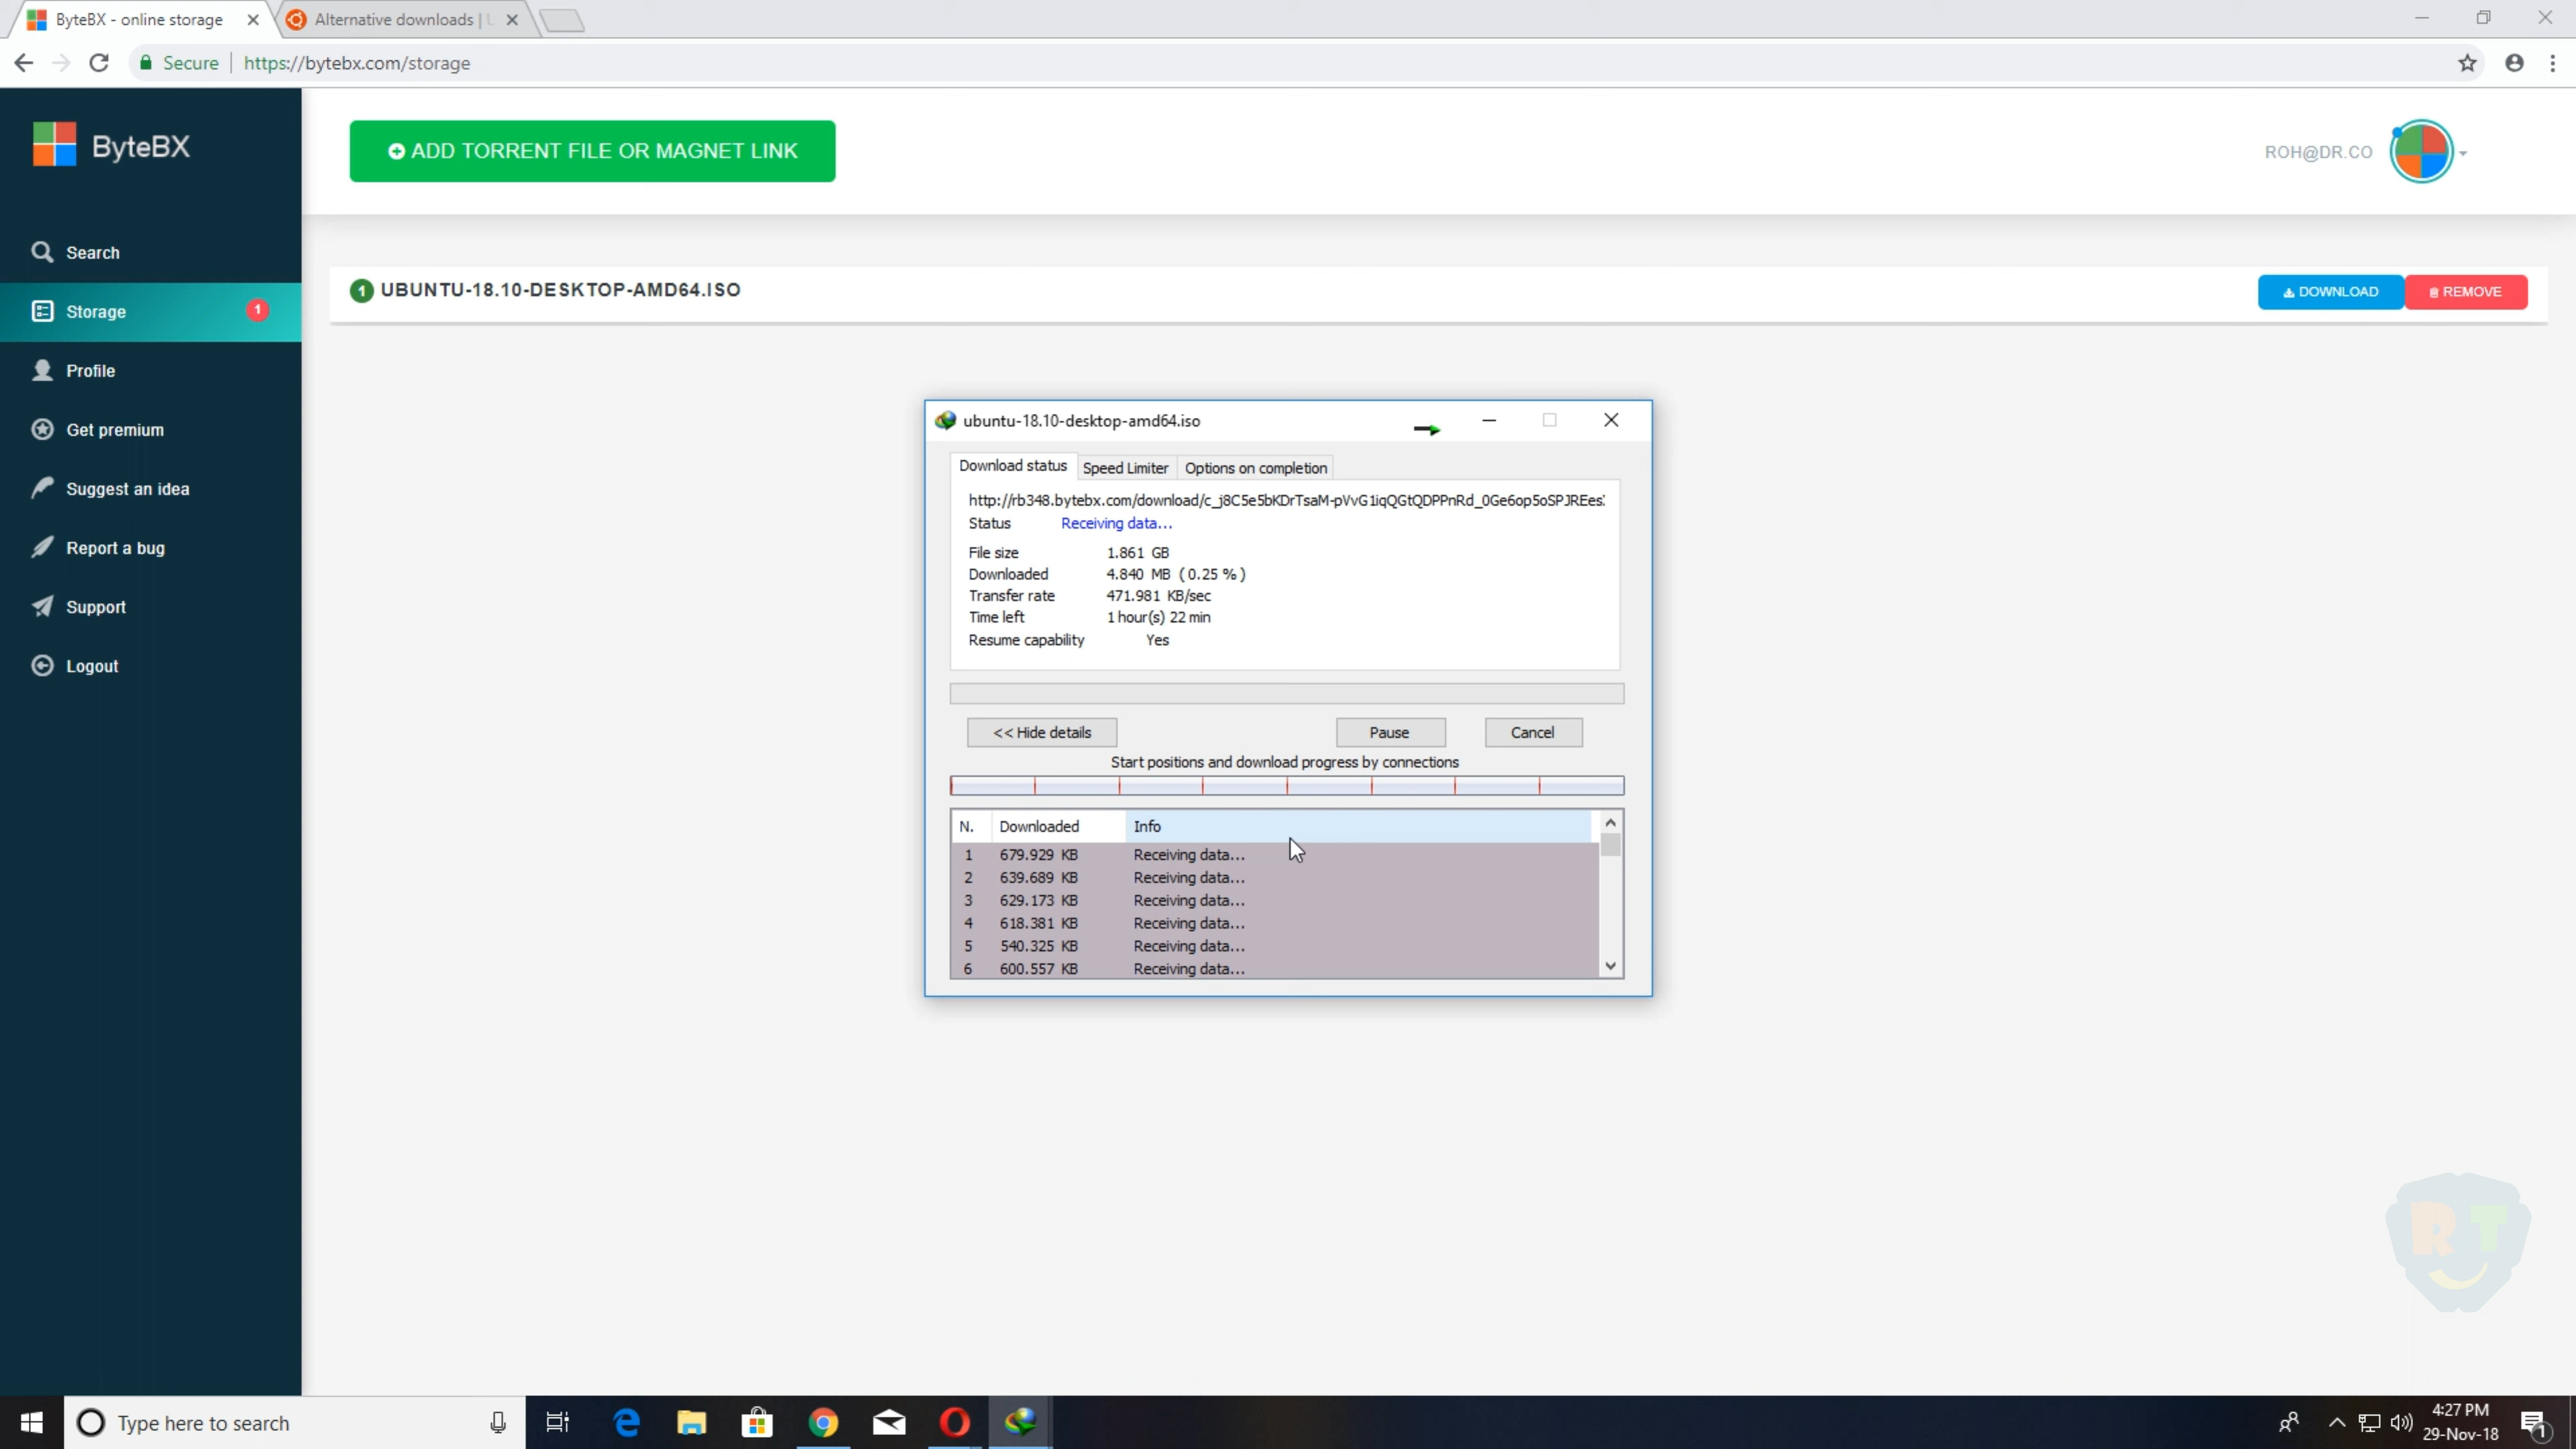 ByteBX - online storage
Alternative downloads | U
Secure
https://bytebx.com/storage
ByteBX
ADD TORRENT FILE OR MAGNET LINK
ROH@DR.CO
Search
Storage
1
Profile
Get premium
Suggest an idea
Report a bug
Support
Logout
1 UBUNTU-18.10-DESKTOP-AMD64.ISO
DOWNLOAD
REMOVE
ubuntu-18.10-desktop-amd64.iso
Download status
Speed Limiter
Options on completion
http://rb348.bytebx.com/download/c_j8C5e5bKDrTsaM-pVvG1iqQGtQDPPnRd_0Ge6op5oSPJREes
Status Receiving data...
File size 1.861 GB
Downloaded 4.840 MB ( 0.25 % )
Transfer rate 471.981 KB/sec
Time left 1 hour(s) 22 min
Resume capability Yes
<< Hide details
Pause
Cancel
Start positions and download progress by connections
N. Downloaded Info
1 679.929 KB Receiving data...
2 639.689 KB Receiving data...
3 629.173 KB Receiving data...
4 618.381 KB Receiving data...
5 540.325 KB Receiving data...
6 600.557 KB Receiving data...
RT
Type here to search
4:27 PM
29-Nov-18
1